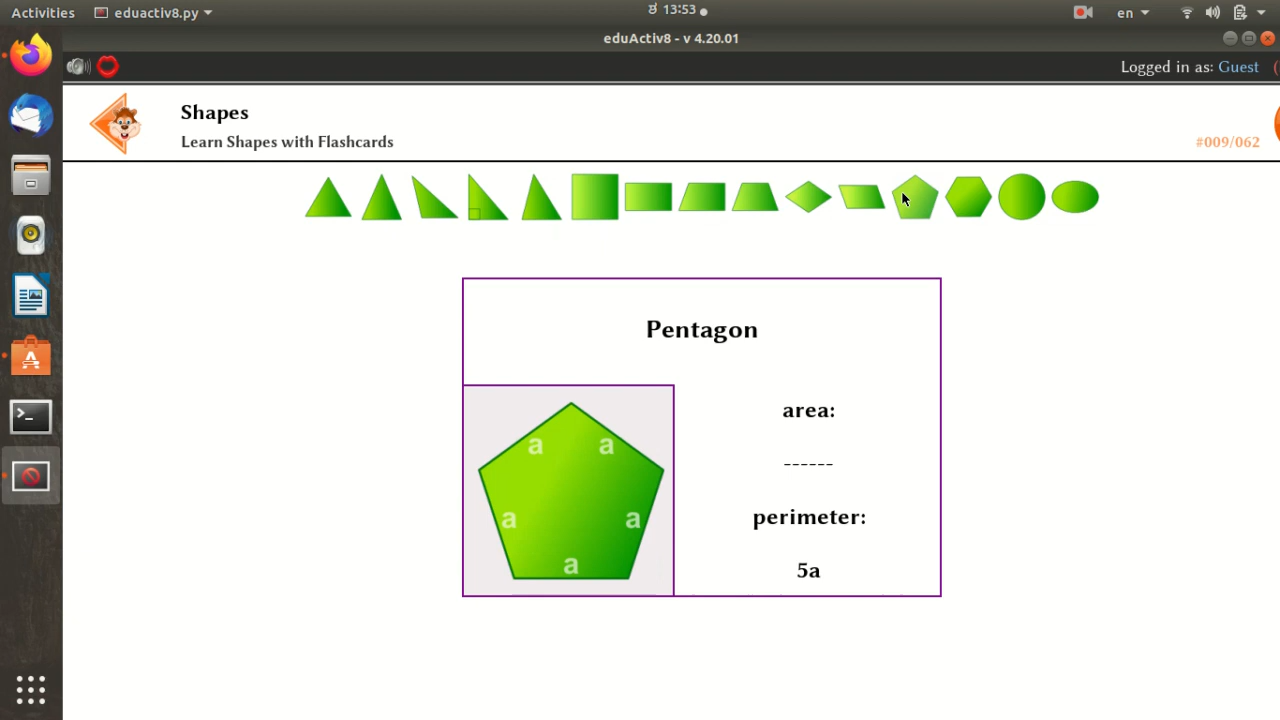 Activities eduactiv8.py ಶ 13:53 en
eduActiv8 - v 4.20.01
Logged in as: Guest (
Shapes
Learn Shapes with Flashcards
#009/062
Pentagon
area:
------
perimeter:
5a
a a
a a
a